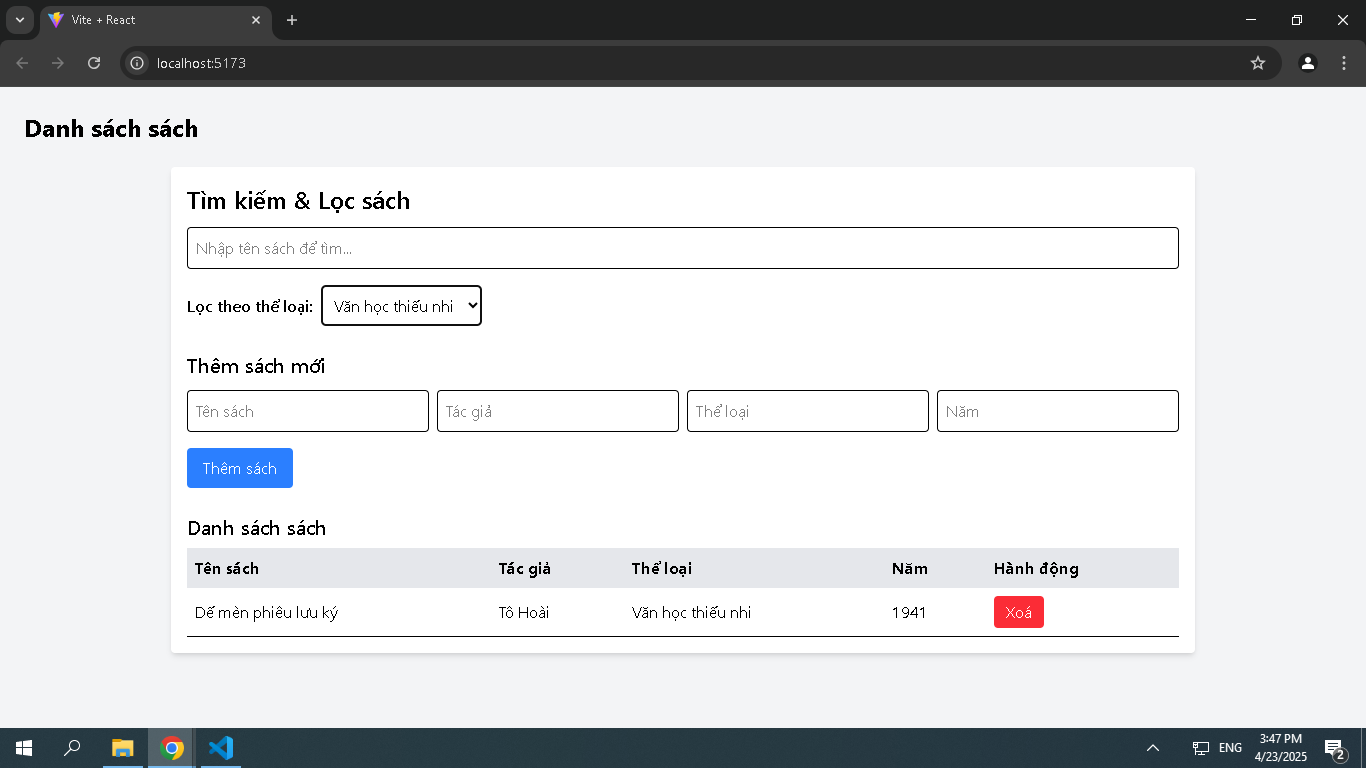 Vite + React
localhost:5173
Danh sách sách
Tìm kiếm & Lọc sách
Nhập tên sách để tìm...
Lọc theo thể loại: Văn học thiếu nhi
Thêm sách mới
Tên sách Tác giả Thể loại Năm
Thêm sách
Danh sách sách
Tên sách Tác giả Thể loại Năm Hành động
Dế mèn phiêu lưu ký Tô Hoài Văn học thiếu nhi 1941 Xoá
ENG
3:47 PM
4/23/2025
2